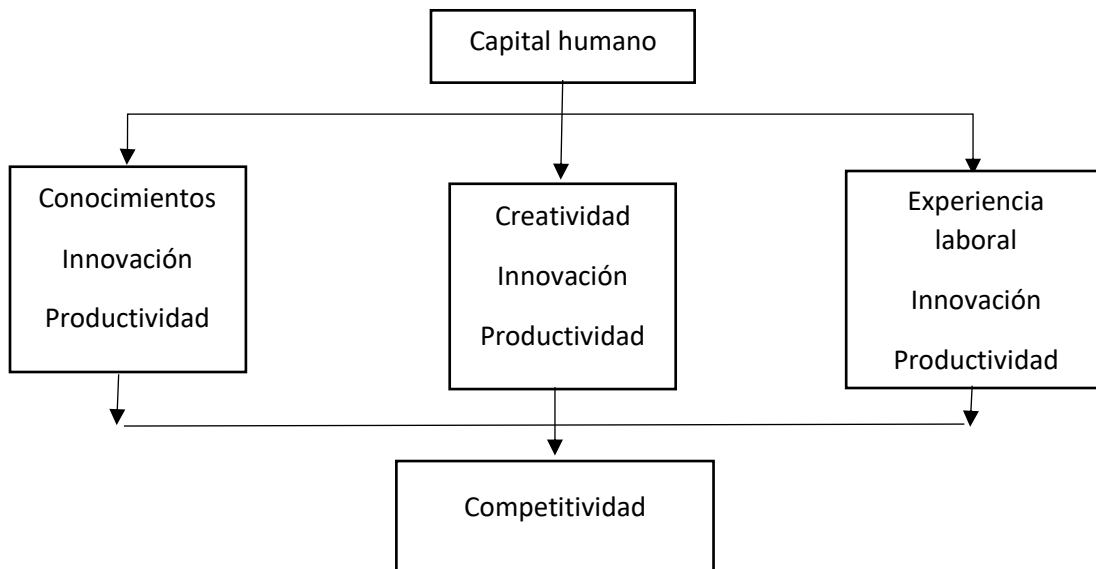 Capital humano
Conocimientos
Innovación
Productividad
Creatividad
Innovación
Productividad
Experiencia
laboral
Innovación
Productividad
Competitividad